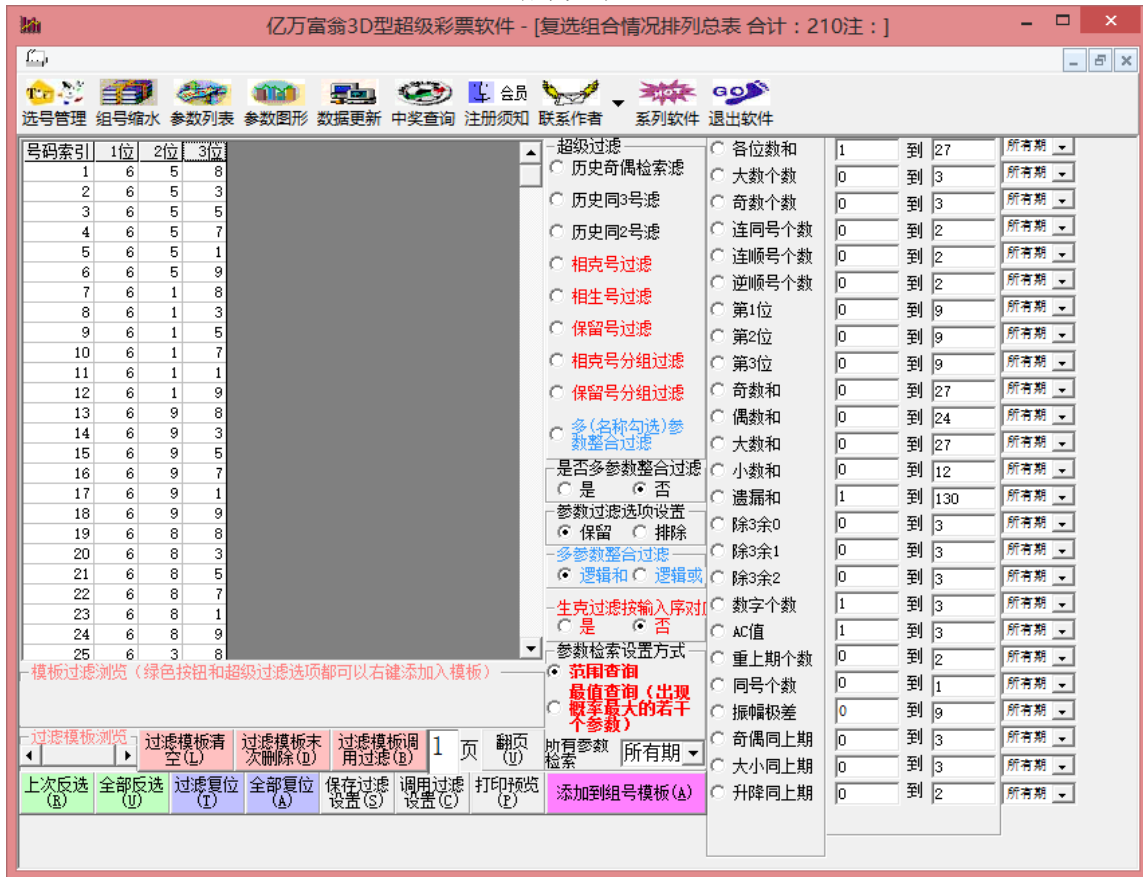 亿万富翁3D型超级彩票软件 - [复选组合情况排列总表 合计：210注：]
选号管理 组号缩水 参数列表 参数图形 数据更新 中奖查询 注册须知 会员 联系作者 HOT 系列软件 GO 退出软件
号码索引 1位 2位 3位
1 6 5 8
2 6 5 3
3 6 5 5
4 6 5 7
5 6 5 1
6 6 5 9
7 6 1 8
8 6 1 3
9 6 1 5
10 6 1 7
11 6 1 1
12 6 1 9
13 6 9 8
14 6 9 3
15 6 9 5
16 6 9 7
17 6 9 1
18 6 9 9
19 6 8 8
20 6 8 3
21 6 8 5
22 6 8 7
23 6 8 1
24 6 8 9
25 6 3 8
超级过滤
历史奇偶检索滤
历史同3号滤
历史同2号滤
相克号过滤
相生号过滤
保留号过滤
相克号分组过滤
保留号分组过滤
多(名称勾选)参
数整合过滤
是否多参数整合过滤
是 否
参数过滤选项设置
保留 排除
多参数整合过滤
逻辑和 逻辑或
生克过滤按输入序对应
是 否
参数检索设置方式
范围查询
最值查询（出现
概率最大的若干
个参数）
所有参数
检索
所有期
添加到组号模板(A)
各位数和 1 到 27 所有期
大数个数 0 到 3 所有期
奇数个数 0 到 3 所有期
连同号个数 0 到 2 所有期
连顺号个数 0 到 2 所有期
逆顺号个数 0 到 2 所有期
第1位 0 到 9 所有期
第2位 0 到 9 所有期
第3位 0 到 9 所有期
奇数和 0 到 27 所有期
偶数和 0 到 24 所有期
大数和 0 到 27 所有期
小数和 0 到 12 所有期
遗漏和 1 到 130 所有期
除3余0 0 到 3 所有期
除3余1 0 到 3 所有期
除3余2 0 到 3 所有期
数字个数 1 到 3 所有期
AC值 1 到 3 所有期
重上期个数 0 到 2 所有期
同号个数 0 到 1 所有期
振幅极差 0 到 9 所有期
奇偶同上期 0 到 3 所有期
大小同上期 0 到 3 所有期
升降同上期 0 到 2 所有期
模板过滤浏览（绿色按钮和超级过滤选项都可以右键添加入模板）
过滤模板浏览
过滤模板清
空(L)
过滤模板末
次删除(D)
过滤模板调
用过滤(B)
1 页
翻页
(U)
上次反选
(R)
全部反选
(U)
过滤复位
(T)
全部复位
(A)
保存过滤
设置(S)
调用过滤
设置(C)
打印预览
(P)